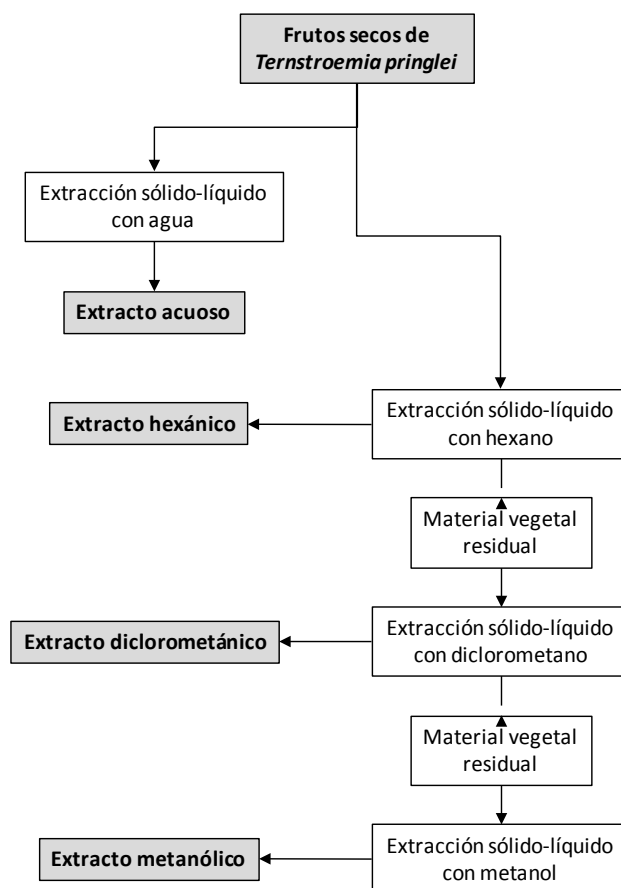 Frutos secos de
Ternstroemia pringlei
Extracción sólido-líquido
con agua
Extracto acuoso
Extracto hexánico
Extracción sólido-líquido
con hexano
Material vegetal
residual
Extracto diclorometánico
Extracción sólido-líquido
con diclorometano
Material vegetal
residual
Extracto metanólico
Extracción sólido-líquido
con metanol